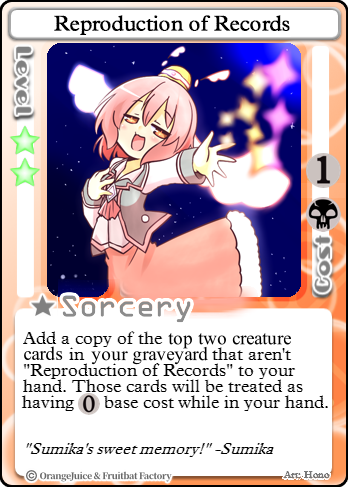 Reproduction of Records
Level
1
Cost
Sorcery
Add a copy of the top two creature
cards in your graveyard that aren't
"Reproduction of Records" to your
hand. Those cards will be treated as
having 0 base cost while in your hand.
"Sumika's sweet memory!" -Sumika
© OrangeJuice & Fruitbat Factory
Art: Hono